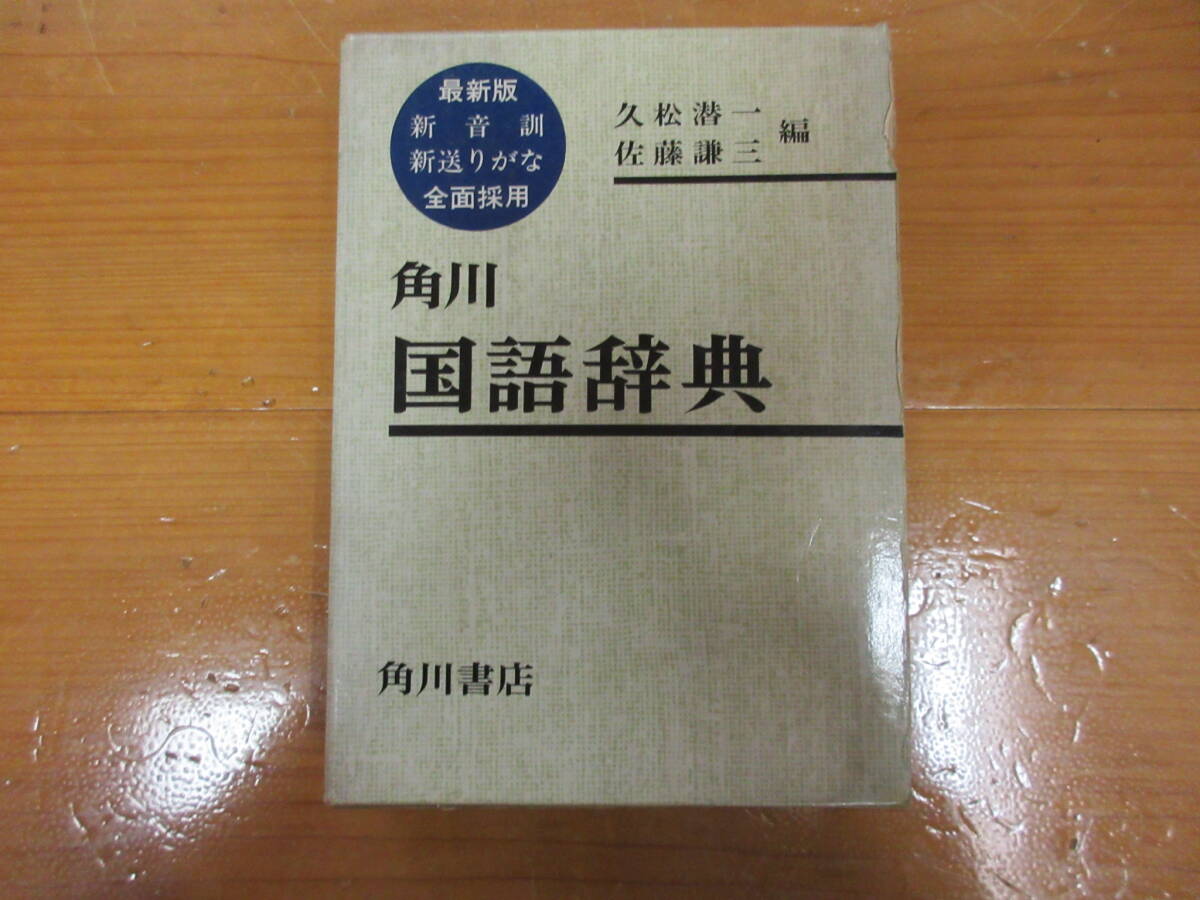 最新版
新音訓
新送りがな
全面採用
久松潜一
佐藤謙三
編
角川
国語辞典
角川書店